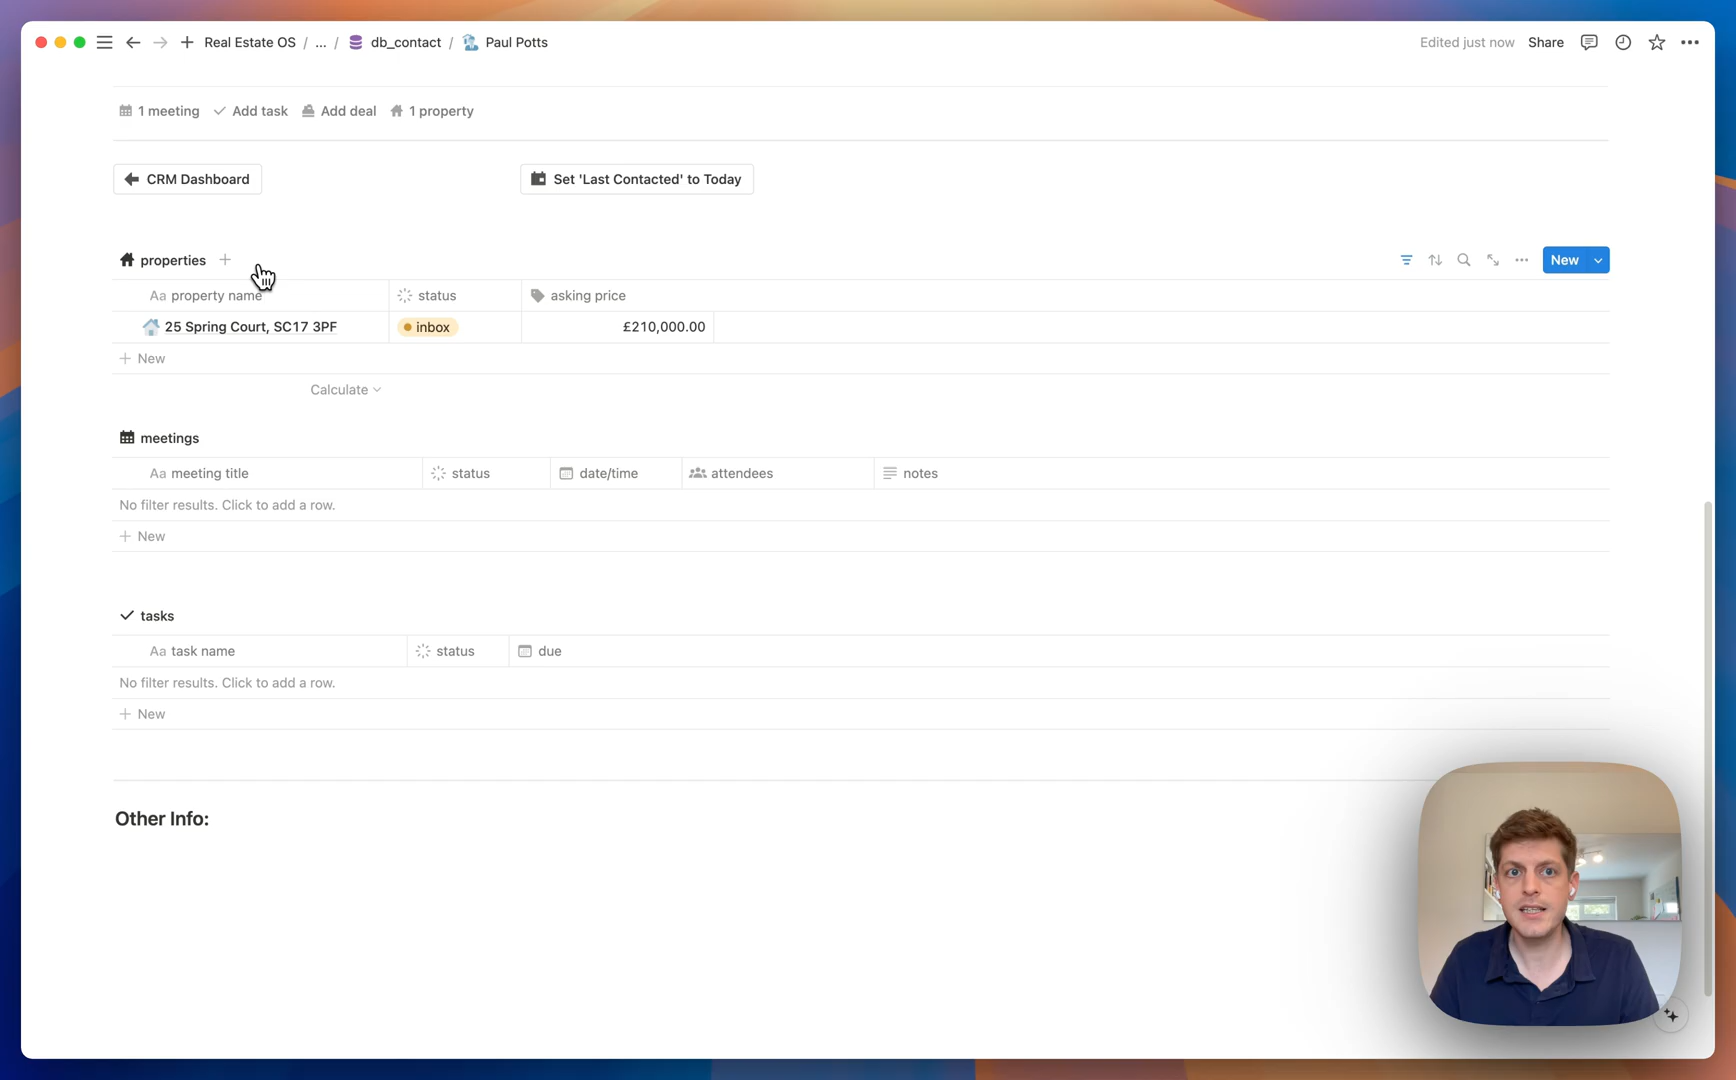 Real Estate OS / ... / db_contact / Paul Potts
Edited just now Share
1 meeting Add task Add deal 1 property
CRM Dashboard
Set 'Last Contacted' to Today
properties
New
Aa property name status asking price
25 Spring Court, SC17 3PF inbox £210,000.00
New
Calculate
meetings
Aa meeting title status date/time attendees notes
No filter results. Click to add a row.
New
tasks
Aa task name status due
No filter results. Click to add a row.
New
Other Info: